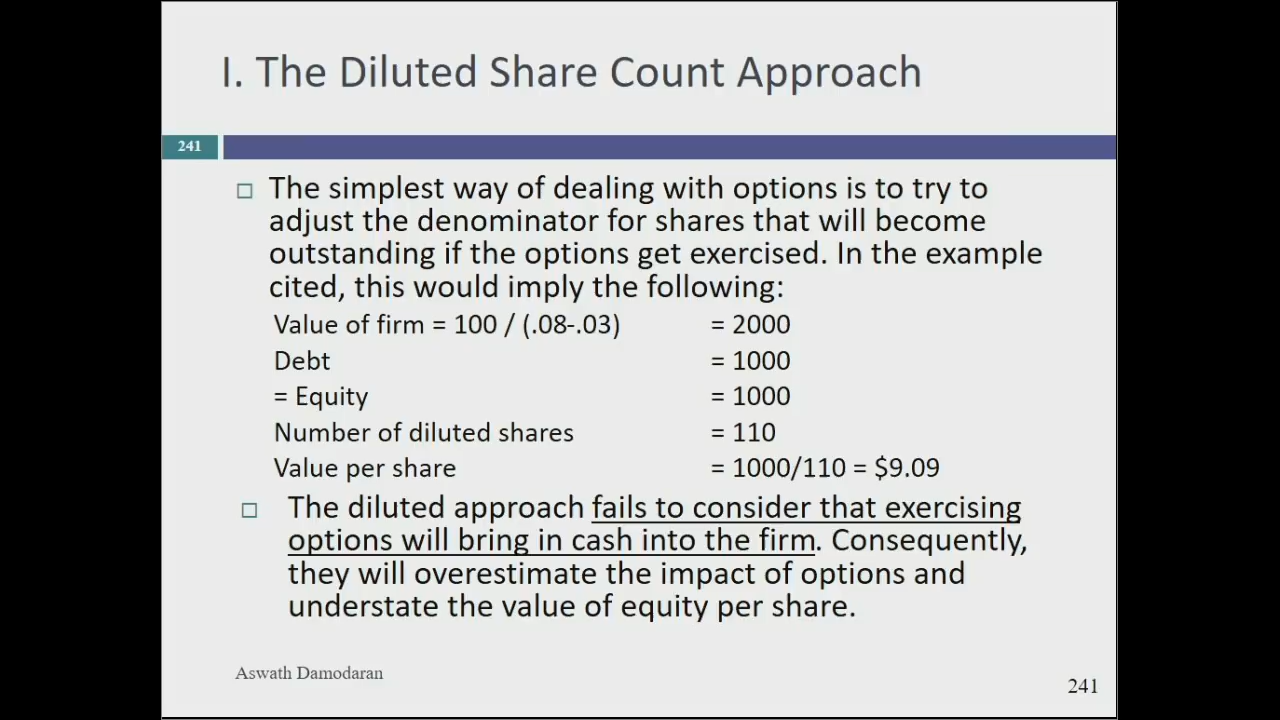 I. The Diluted Share Count Approach
241
The simplest way of dealing with options is to try to
adjust the denominator for shares that will become
outstanding if the options get exercised. In the example
cited, this would imply the following:
Value of firm = 100 / (.08-.03) = 2000
Debt = 1000
= Equity = 1000
Number of diluted shares = 110
Value per share = 1000/110 = $9.09
The diluted approach fails to consider that exercising
options will bring in cash into the firm. Consequently,
they will overestimate the impact of options and
understate the value of equity per share.
Aswath Damodaran
241